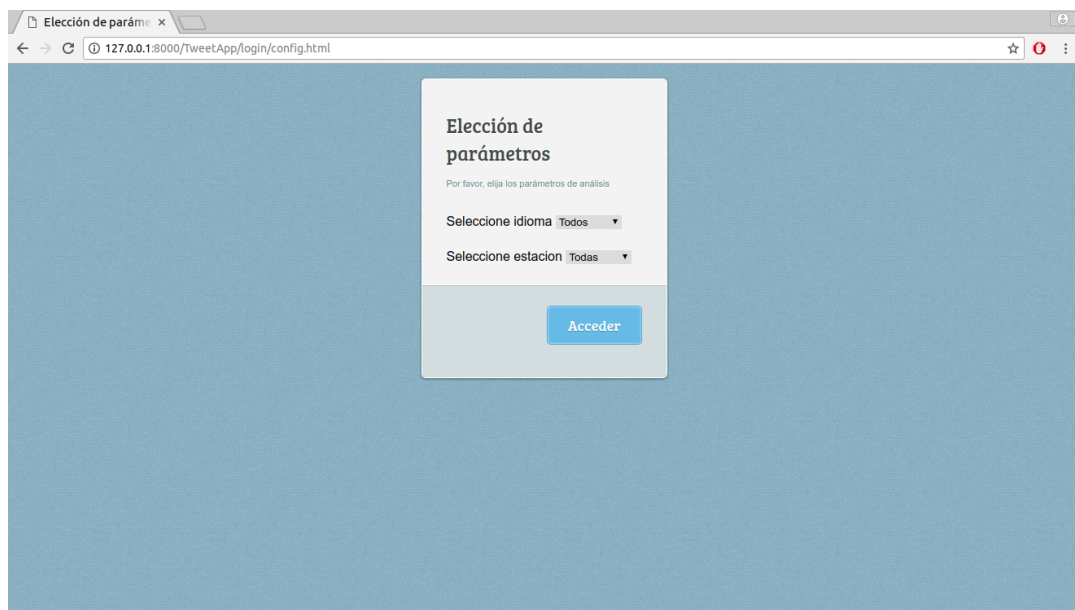 Elección de paráme
127.0.0.1:8000/TweetApp/login/config.html
Elección de
parámetros
Por favor, elija los parámetros de análisis
Seleccione idioma Todos
Seleccione estacion Todas
Acceder